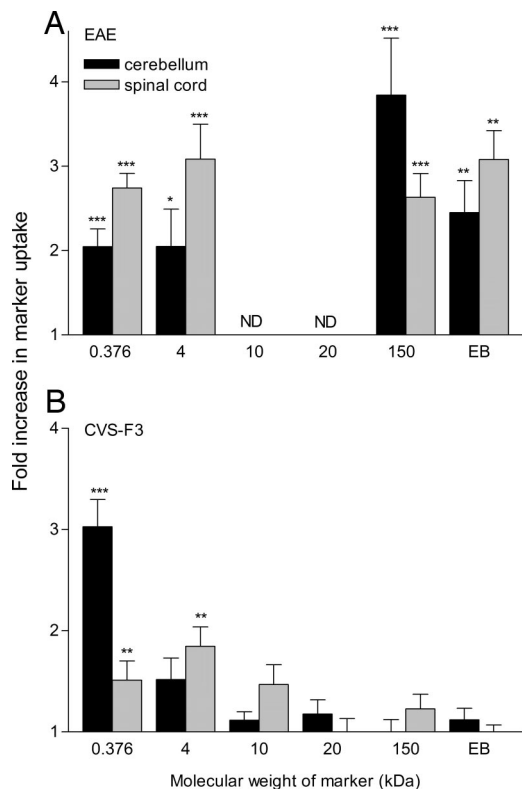 A
EAE
cerebellum
spinal cord
4
3
2
1
*** *** * *** *** *** ** **
ND ND
0.376 4 10 20 150 EB
Fold increase in marker uptake
B
CVS-F3
4
3
2
1
*** ** **
0.376 4 10 20 150 EB
Molecular weight of marker (kDa)